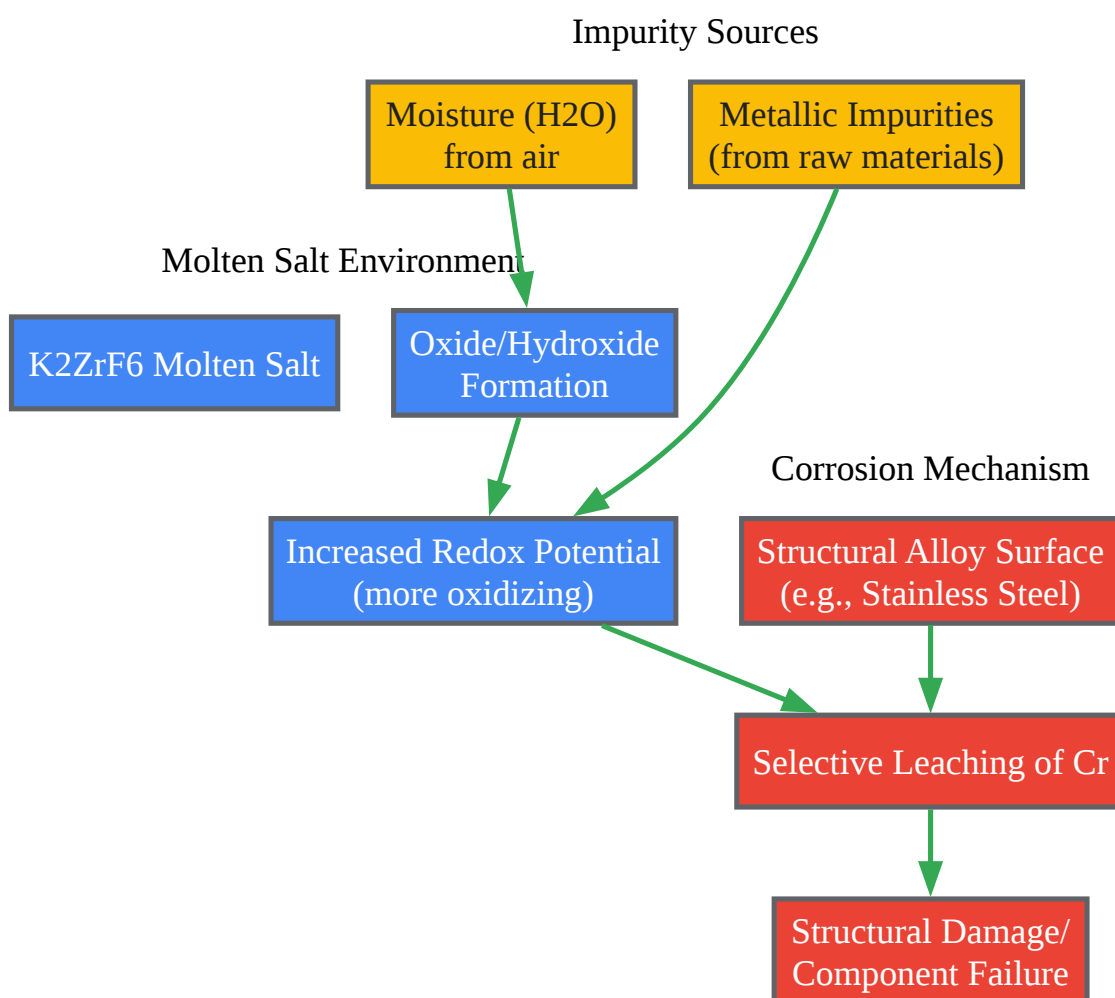 Impurity Sources
Moisture (H2O)
from air
Metallic Impurities
(from raw materials)
Molten Salt Environment
K2ZrF6 Molten Salt
Oxide/Hydroxide
Formation
Corrosion Mechanism
Increased Redox Potential
(more oxidizing)
Structural Alloy Surface
(e.g., Stainless Steel)
Selective Leaching of Cr
Structural Damage/
Component Failure